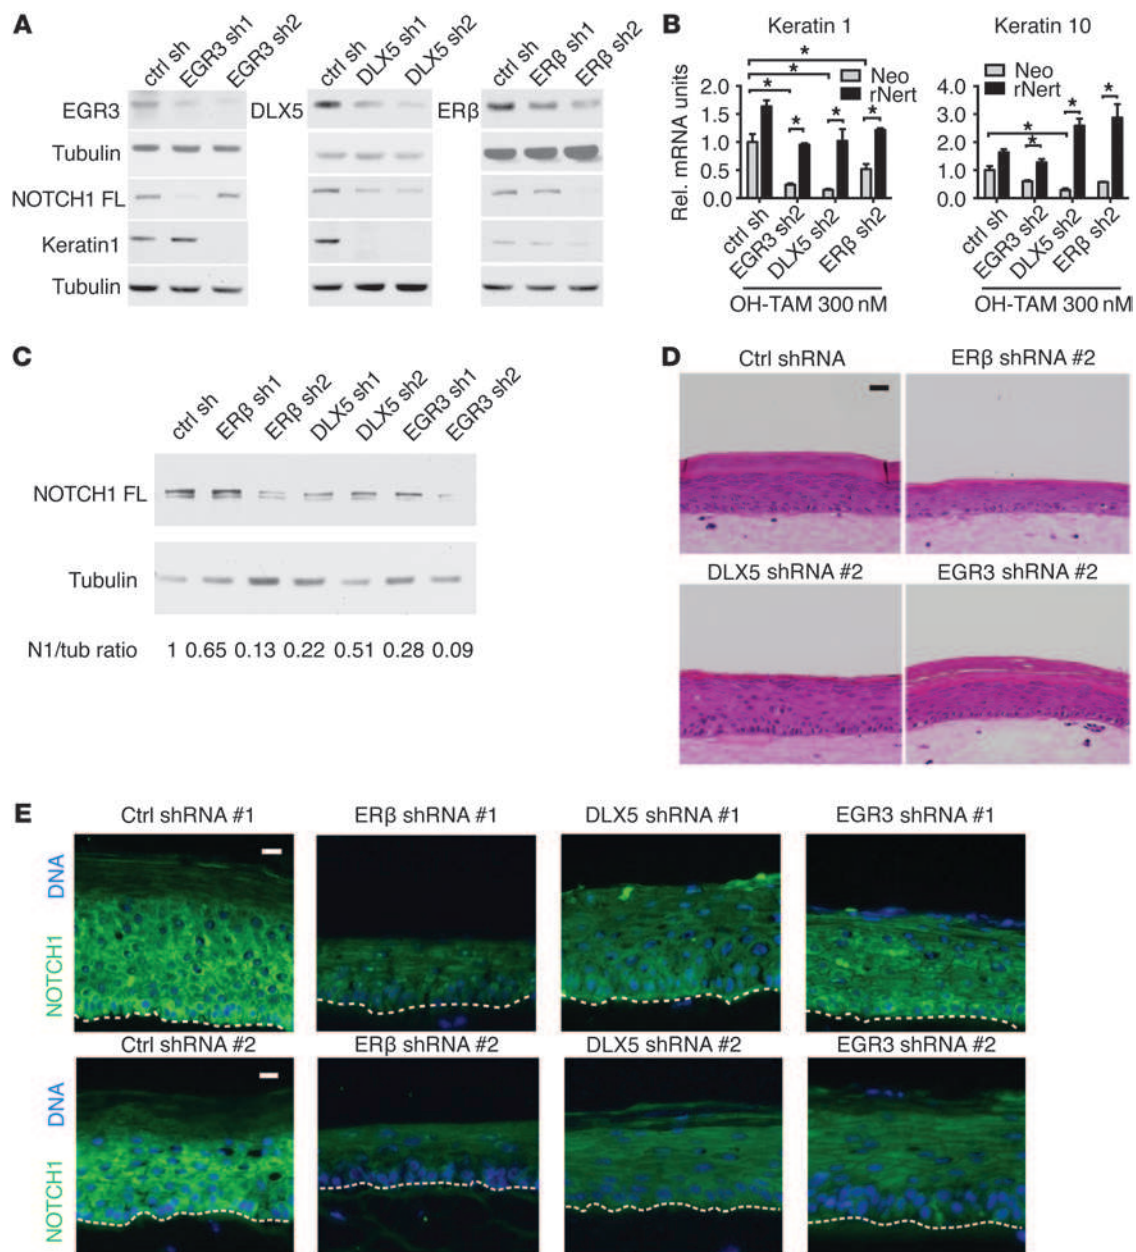 A
ctrl sh
EGR3 sh1
EGR3 sh2
ctrl sh
DLX5 sh1
DLX5 sh2
ctrl sh
ERβ sh1
ERβ sh2
EGR3
DLX5
ERβ
Tubulin
NOTCH1 FL
Keratin1
Tubulin
B
Keratin 1
Keratin 10
Rel. mRNA units
2.0
1.5
1.0
0.5
0.0
* * * * * *
Neo
rNert
ctrl sh
EGR3 sh2
DLX5 sh2
ERβ sh2
OH-TAM 300 nM
4.0
3.0
2.0
1.0
0.0
* * * *
Neo
rNert
ctrl sh
EGR3 sh2
DLX5 sh2
ERβ sh2
OH-TAM 300 nM
C
ctrl sh
ERβ sh1
ERβ sh2
DLX5 sh1
DLX5 sh2
EGR3 sh1
EGR3 sh2
NOTCH1 FL
Tubulin
N1/tub ratio 1 0.65 0.13 0.22 0.51 0.28 0.09
D
Ctrl shRNA
ERβ shRNA #2
DLX5 shRNA #2
EGR3 shRNA #2
E
Ctrl shRNA #1
ERβ shRNA #1
DLX5 shRNA #1
EGR3 shRNA #1
NOTCH1 DNA
Ctrl shRNA #2
ERβ shRNA #2
DLX5 shRNA #2
EGR3 shRNA #2
NOTCH1 DNA